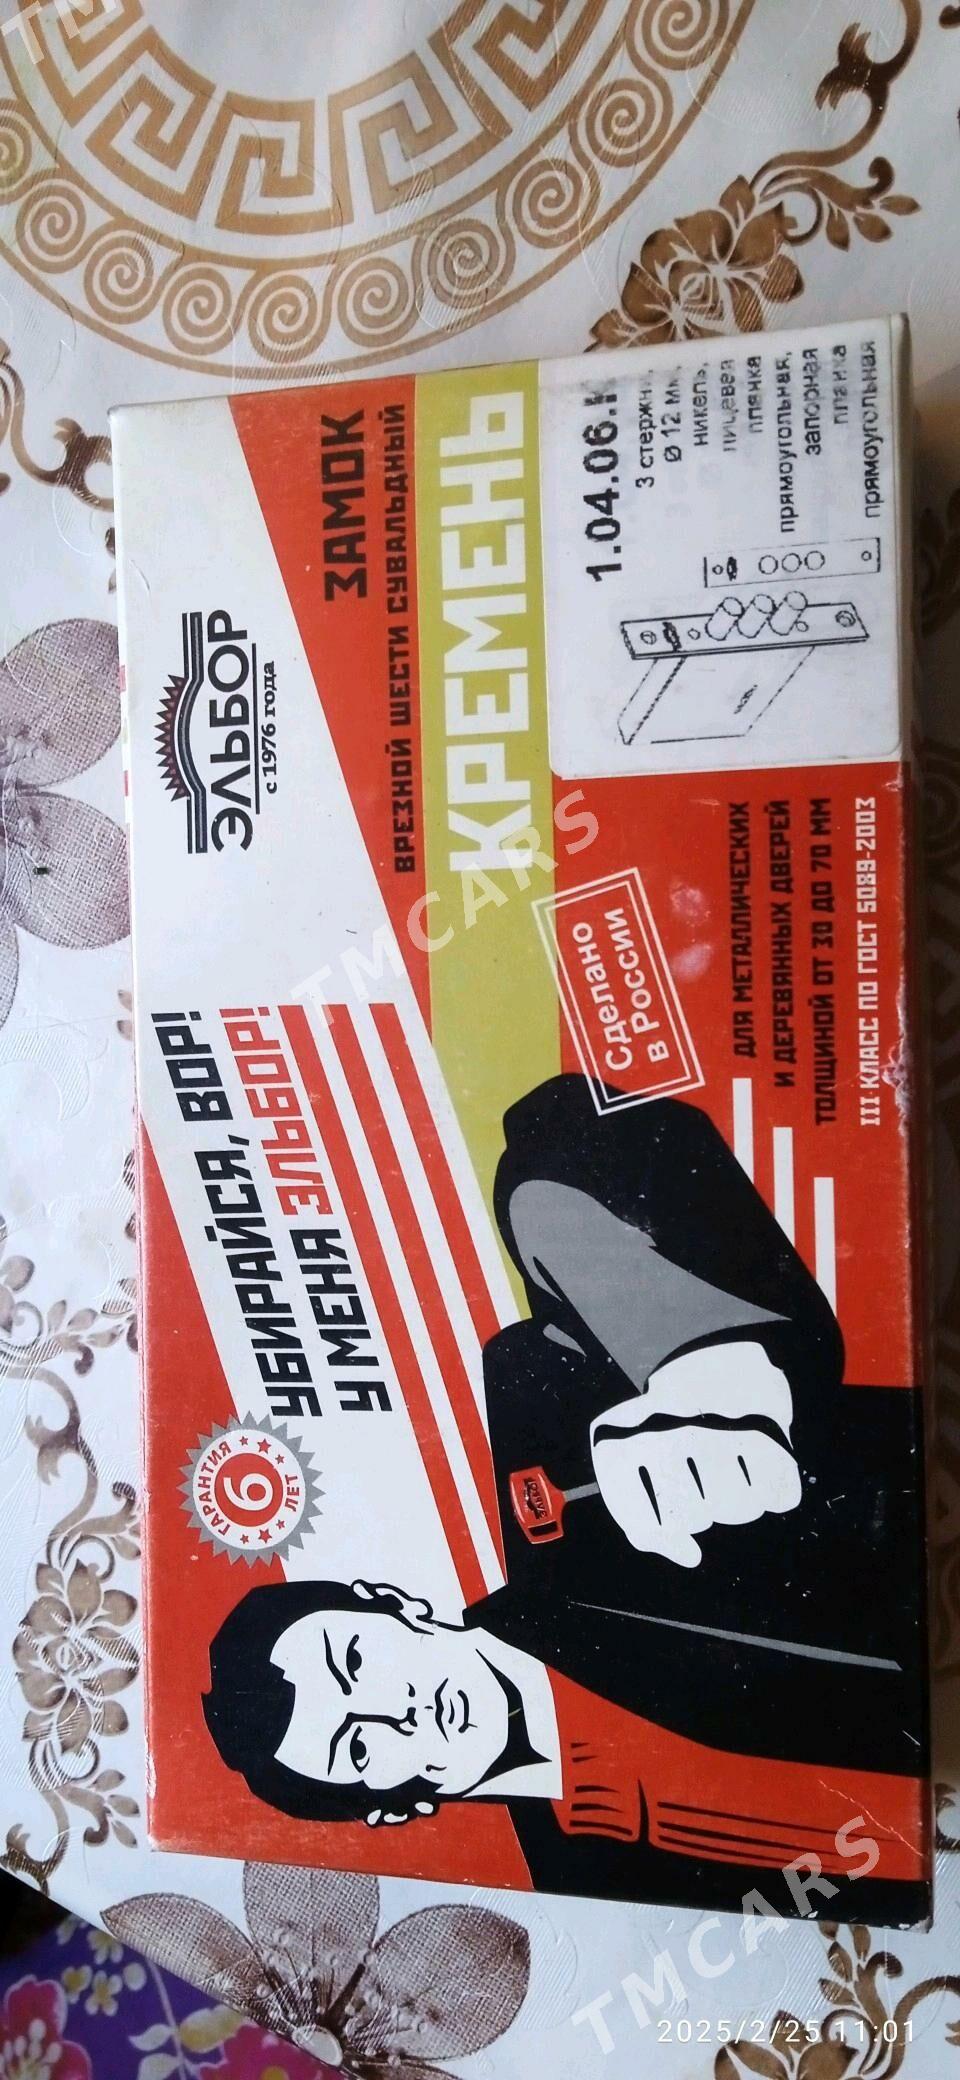 ЭЛЬБОР
с 1976 года
УБИРАЙСЯ, ВОР!
У МЕНЯ ЭЛЬБОР!
ГАРАНТИЯ
6
ЛЕТ
ЗАМОК
ВРЕЗНОЙ ШЕСТИ СУВАЛЬДНЫЙ
КРЕМЕНЬ
1.04.06.К
3 стержня,
Ø 12 мм,
никель,
лицевая
планка
прямоугольная,
запорная
планка
прямоугольная
Сделано
в России
ДЛЯ МЕТАЛЛИЧЕСКИХ
И ДЕРЕВЯННЫХ ДВЕРЕЙ
ТОЛЩИНОЙ ОТ 30 ДО 70 ММ
III-КЛАСС ПО ГОСТ 5089-2003
ЭЛЬБОР
TMCARS
TMCARS
2025/2/25 11:01